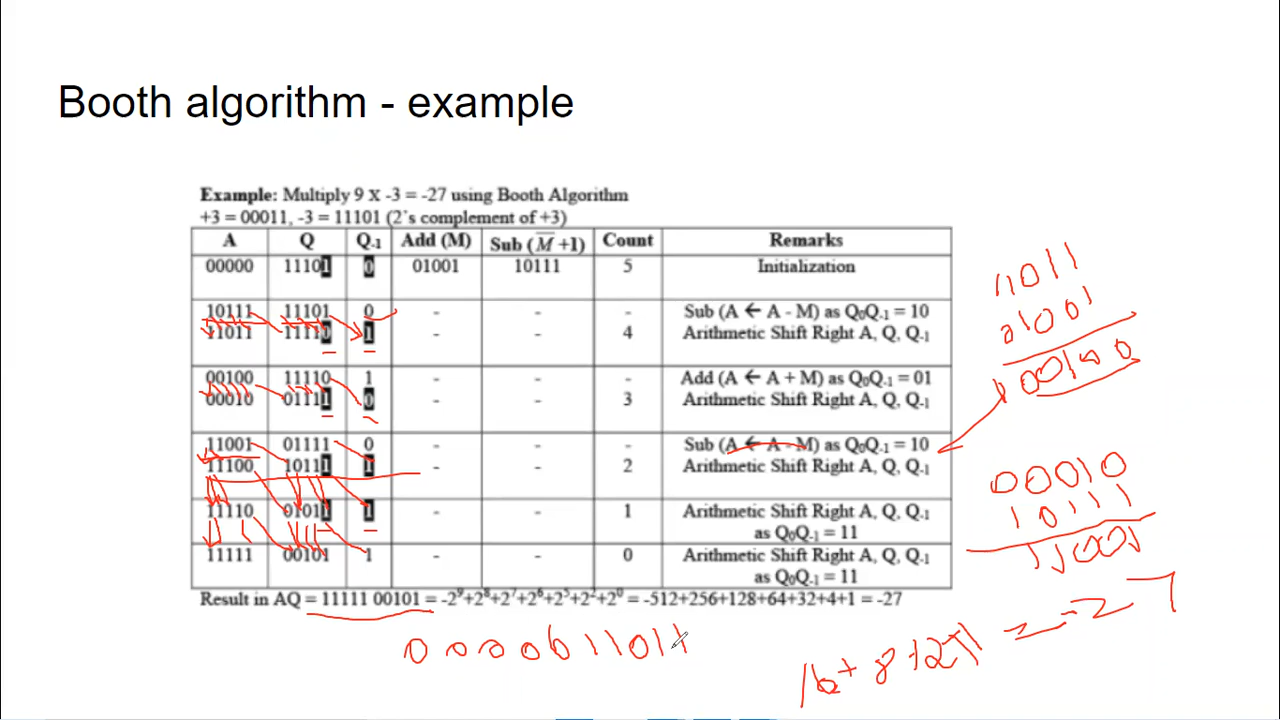 Booth algorithm - example
Example: Multiply 9 X -3 = -27 using Booth Algorithm
+3 = 00011, -3 = 11101 (2's complement of +3)
A Q Q-1 Add (M) Sub (M̅ +1) Count Remarks
00000 11101 0 01001 10111 5 Initialization
10111 11101 0 - - - Sub (A ← A - M) as Q0Q-1 = 10
11011 11110 1 - - 4 Arithmetic Shift Right A, Q, Q-1
00100 11110 1 - - - Add (A ← A + M) as Q0Q-1 = 01
00010 01111 0 - - 3 Arithmetic Shift Right A, Q, Q-1
11001 01111 0 - - - Sub (A ← A - M) as Q0Q-1 = 10
11100 10111 1 - - 2 Arithmetic Shift Right A, Q, Q-1
11110 01011 1 - - 1 Arithmetic Shift Right A, Q, Q-1
as Q0Q-1 = 11
11111 00101 1 - - 0 Arithmetic Shift Right A, Q, Q-1
as Q0Q-1 = 11
Result in AQ = 11111 00101 = -2^9+2^8+2^7+2^6+2^5+2^2+2^0 = -512+256+128+64+32+4+1 = -27
11011
01001
1 00100
00010
10111
11001
0000011011
16+8+2+1 = -27